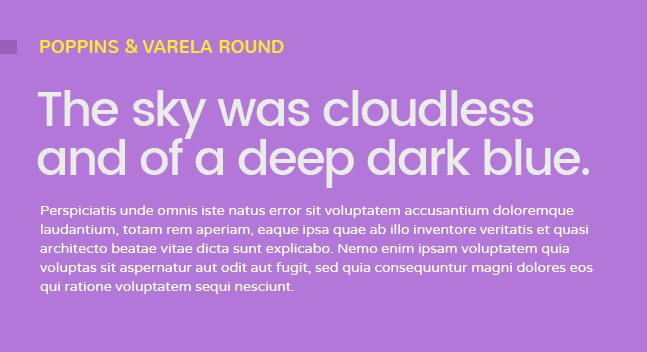 POPPINS & VARELA ROUND
The sky was cloudless
and of a deep dark blue.
Perspiciatis unde omnis iste natus error sit voluptatem accusantium doloremque
laudantium, totam rem aperiam, eaque ipsa quae ab illo inventore veritatis et quasi
architecto beatae vitae dicta sunt explicabo. Nemo enim ipsam voluptatem quia
voluptas sit aspernatur aut odit aut fugit, sed quia consequuntur magni dolores eos
qui ratione voluptatem sequi nesciunt.